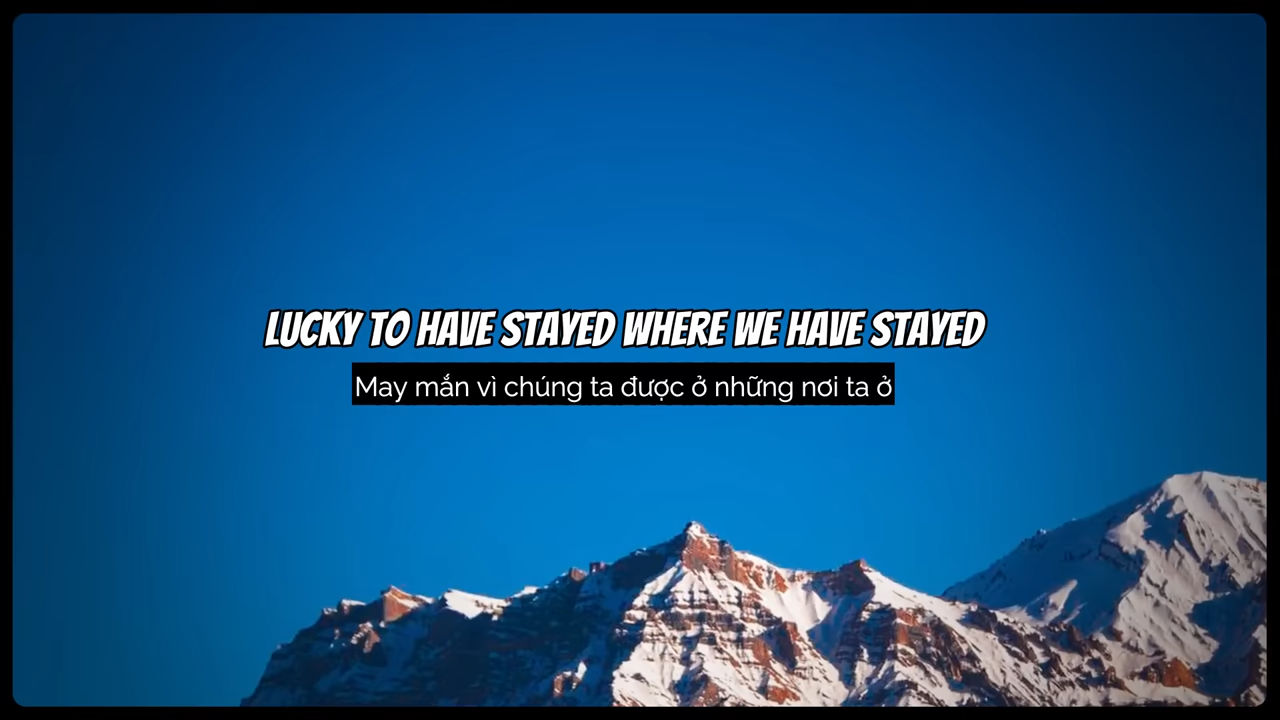 LUCKY TO HAVE STAYED WHERE WE HAVE STAYED
May mắn vì chúng ta được ở những nơi ta ở